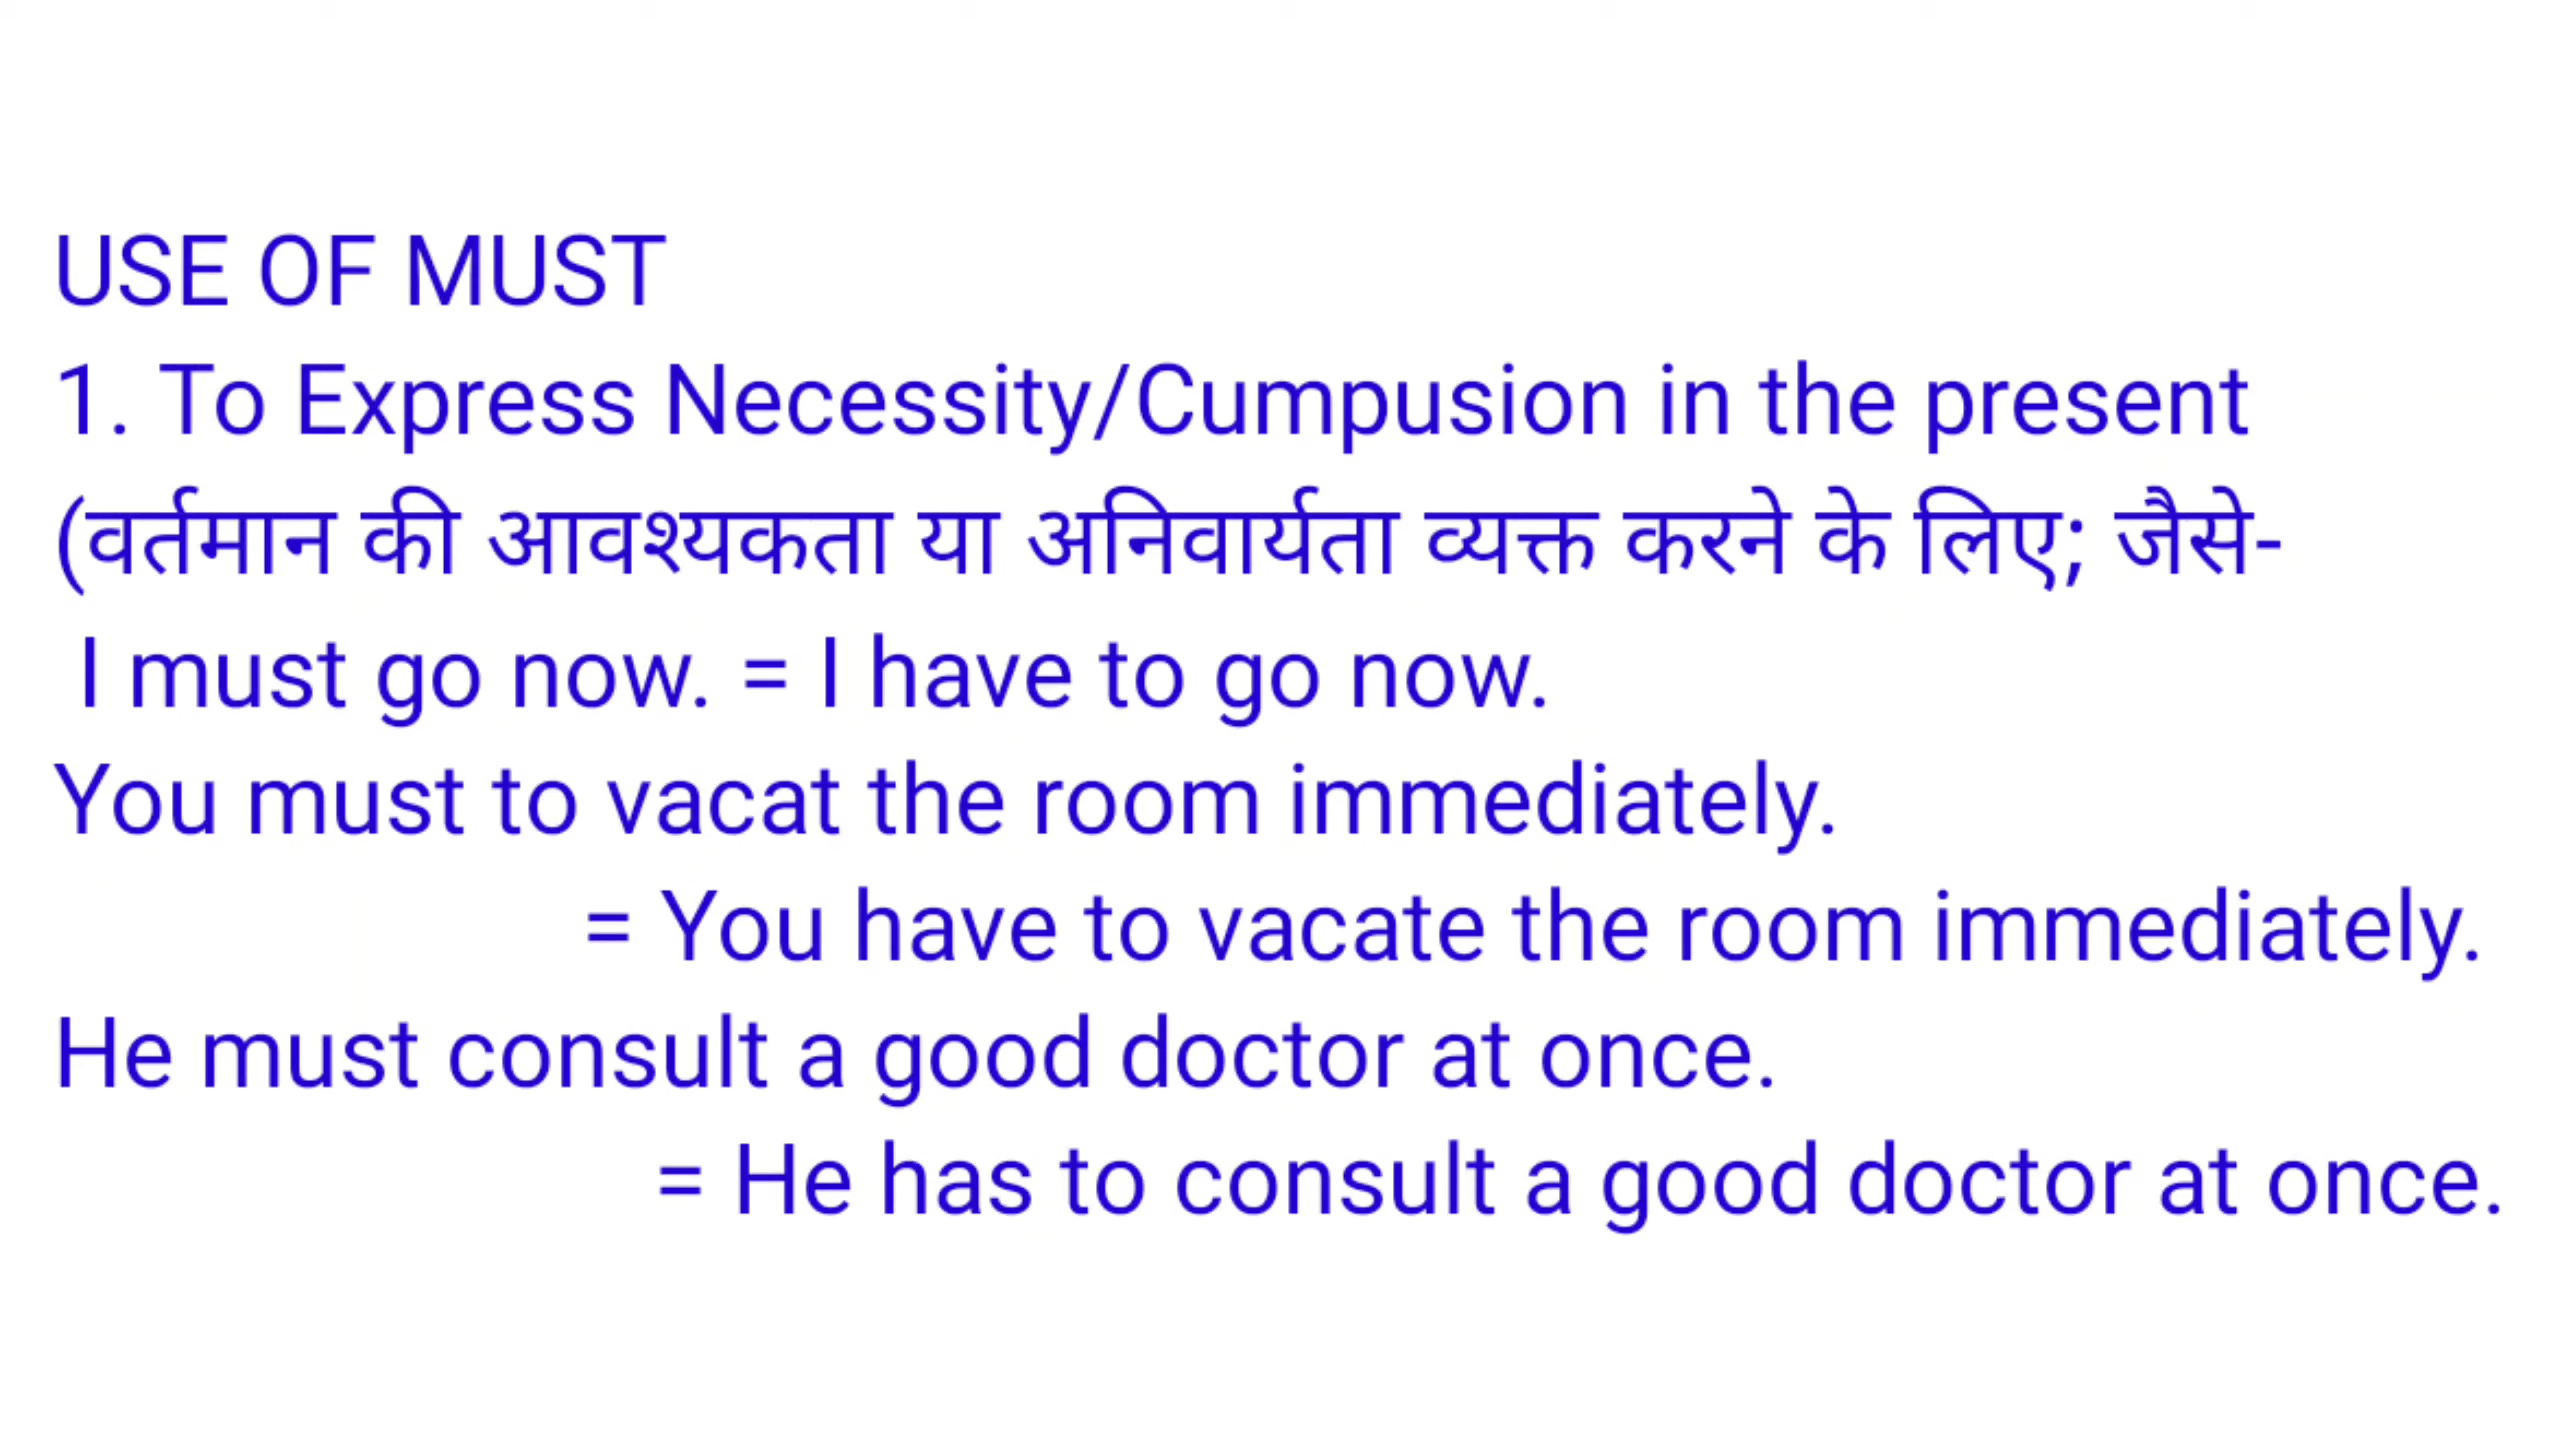 USE OF MUST
1. To Express Necessity/Cumpusion in the present
(वर्तमान की आवश्यकता या अनिवार्यता व्यक्त करने के लिए; जैसे-
I must go now. = I have to go now.
You must to vacat the room immediately.
= You have to vacate the room immediately.
He must consult a good doctor at once.
= He has to consult a good doctor at once.